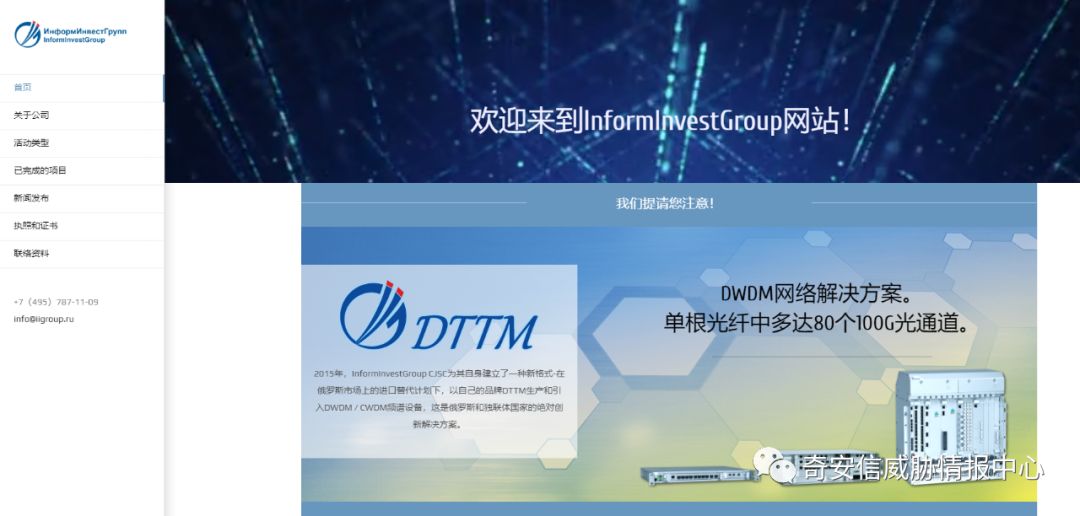 ИнформИнвестГрупп
InformInvestGroup
首页
关于公司
活动类型
已完成的项目
新闻发布
执照和证书
联络资料
+7（495）787-11-09
info@iigroup.ru
欢迎来到InformInvestGroup网站！
我们提请您注意！
DTTM
2015年，InformInvestGroup CJSC为其自身建立了一种新格式-在
俄罗斯市场上的进口替代计划下，以自己的品牌DTTM生产和引
入DWDM / CWDM频谱设备，这是俄罗斯和独联体国家的绝对创
新解决方案。
DWDM网络解决方案。
单根光纤中多达80个100G光通道。
奇安信威胁情报中心